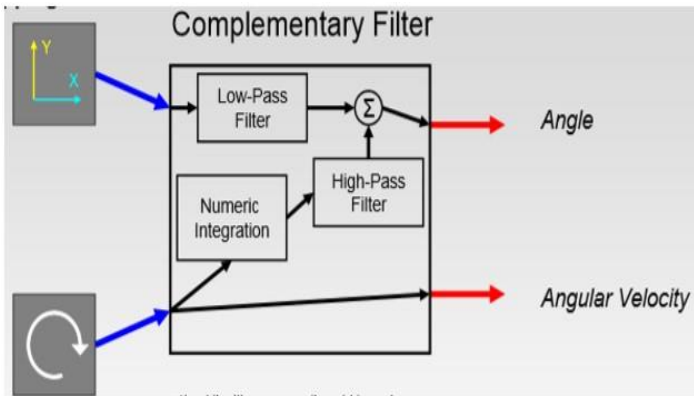 Complementary Filter
Y
X
Low-Pass
Filter
Σ
Angle
High-Pass
Filter
Numeric
Integration
Angular Velocity